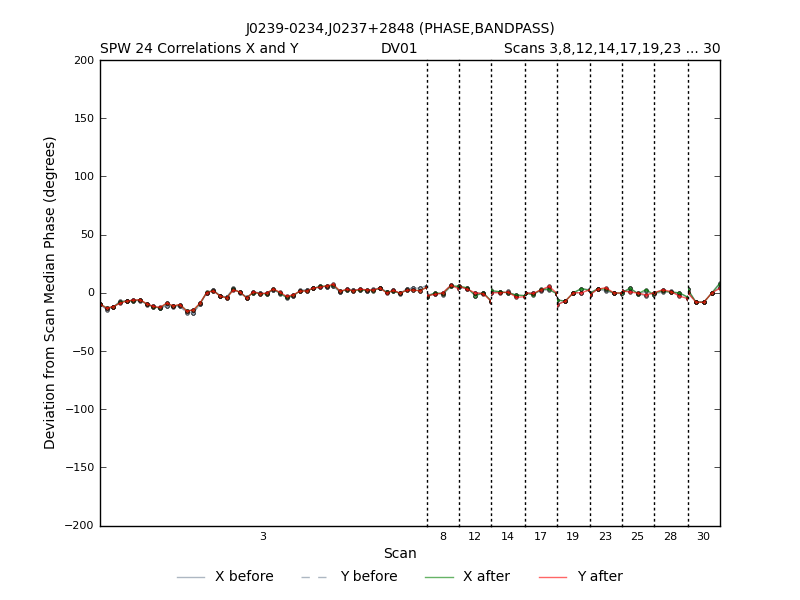 J0239-0234,J0237+2848 (PHASE,BANDPASS)
SPW 24 Correlations X and Y DV01 Scans 3,8,12,14,17,19,23 ... 30
Deviation from Scan Median Phase (degrees)
200
150
100
50
0
−50
−100
−150
−200
3 8 12 14 17 19 23 25 28 30
Scan
X before Y before X after Y after